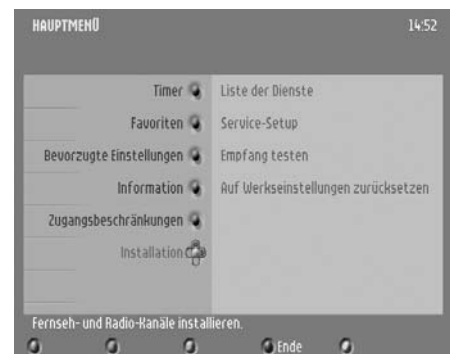 HAUPTMENÜ 14:52
Timer Liste der Dienste
Favoriten Service-Setup
Bevorzugte Einstellungen Empfang testen
Information Auf Werkseinstellungen zurücksetzen
Zugangsbeschränkungen
Installation
Fernseh- und Radio-Kanäle installieren.
Ende